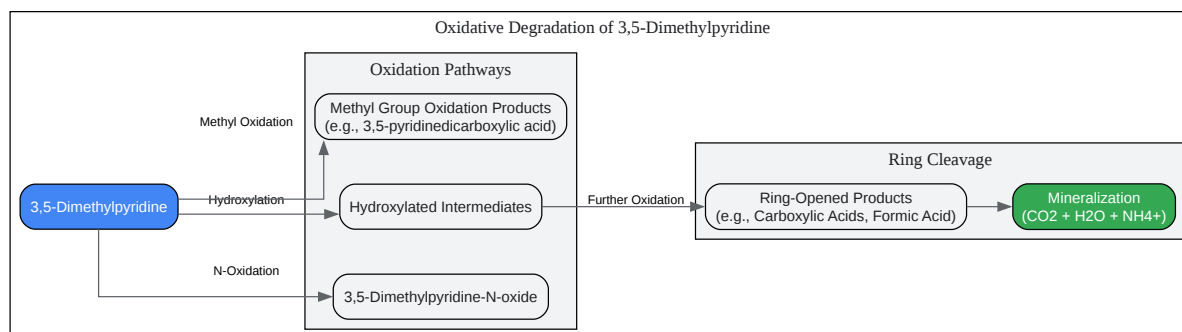 Oxidative Degradation of 3,5-Dimethylpyridine
Oxidation Pathways
Methyl Oxidation
Methyl Group Oxidation Products
(e.g., 3,5-pyridinedicarboxylic acid)
Ring Cleavage
3,5-Dimethylpyridine
Hydroxylation
Hydroxylated Intermediates
Further Oxidation
Ring-Opened Products
(e.g., Carboxylic Acids, Formic Acid)
Mineralization
(CO2 + H2O + NH4+)
N-Oxidation
3,5-Dimethylpyridine-N-oxide